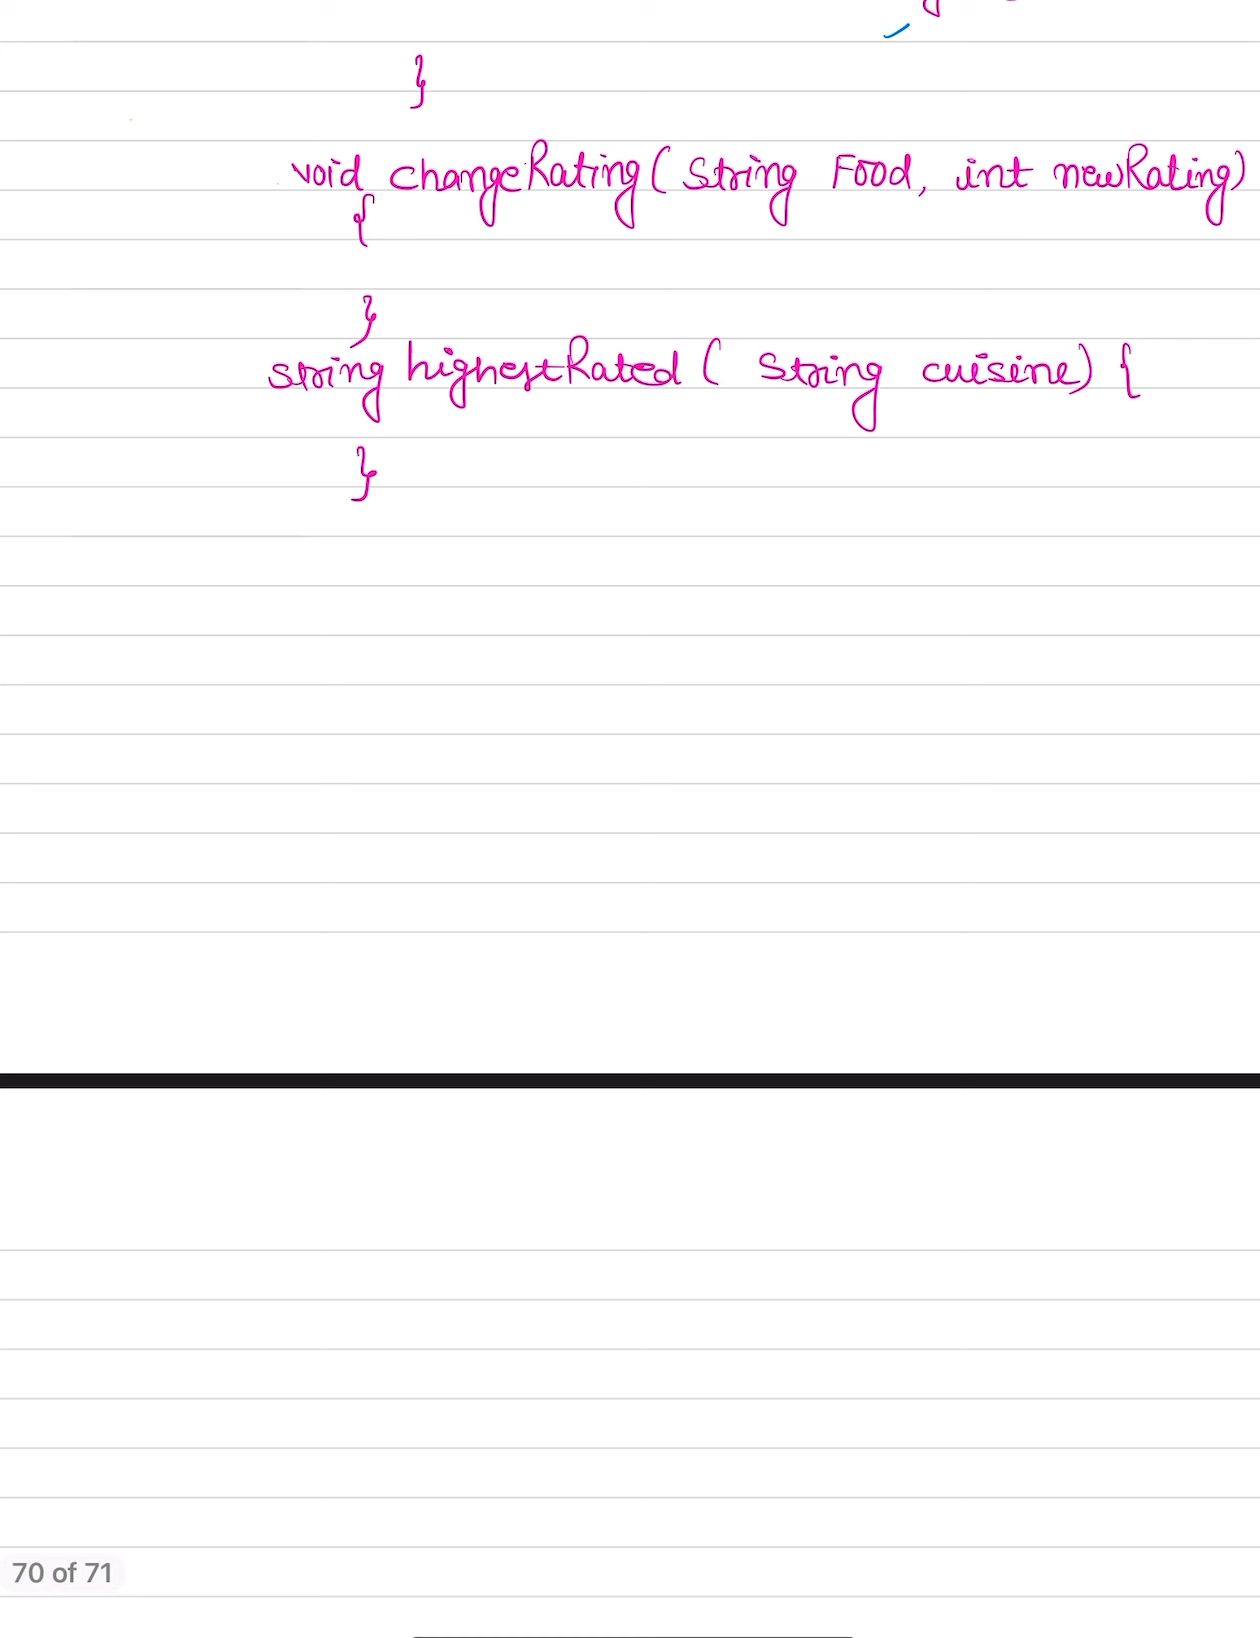 }
void changeRating( String Food, int newRating)
{
}
string highestRated ( String cuisine) {
}
70 of 71